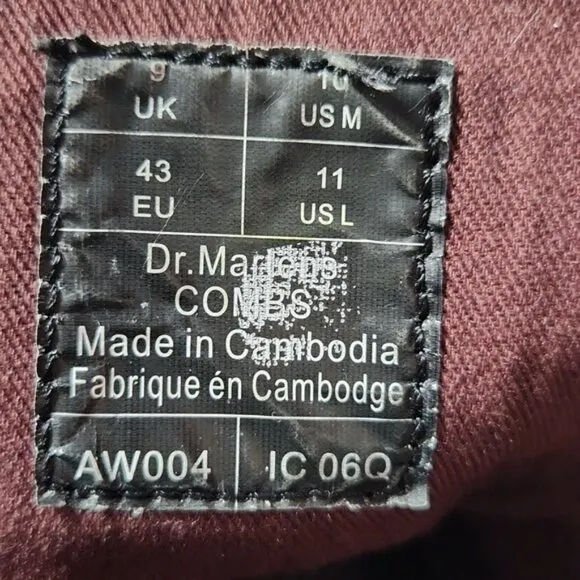 9 10
UK US M
43 11
EU US L
Dr.Martens
COMBS
Made in Cambodia
Fabrique én Cambodge
AW004 IC 06Q